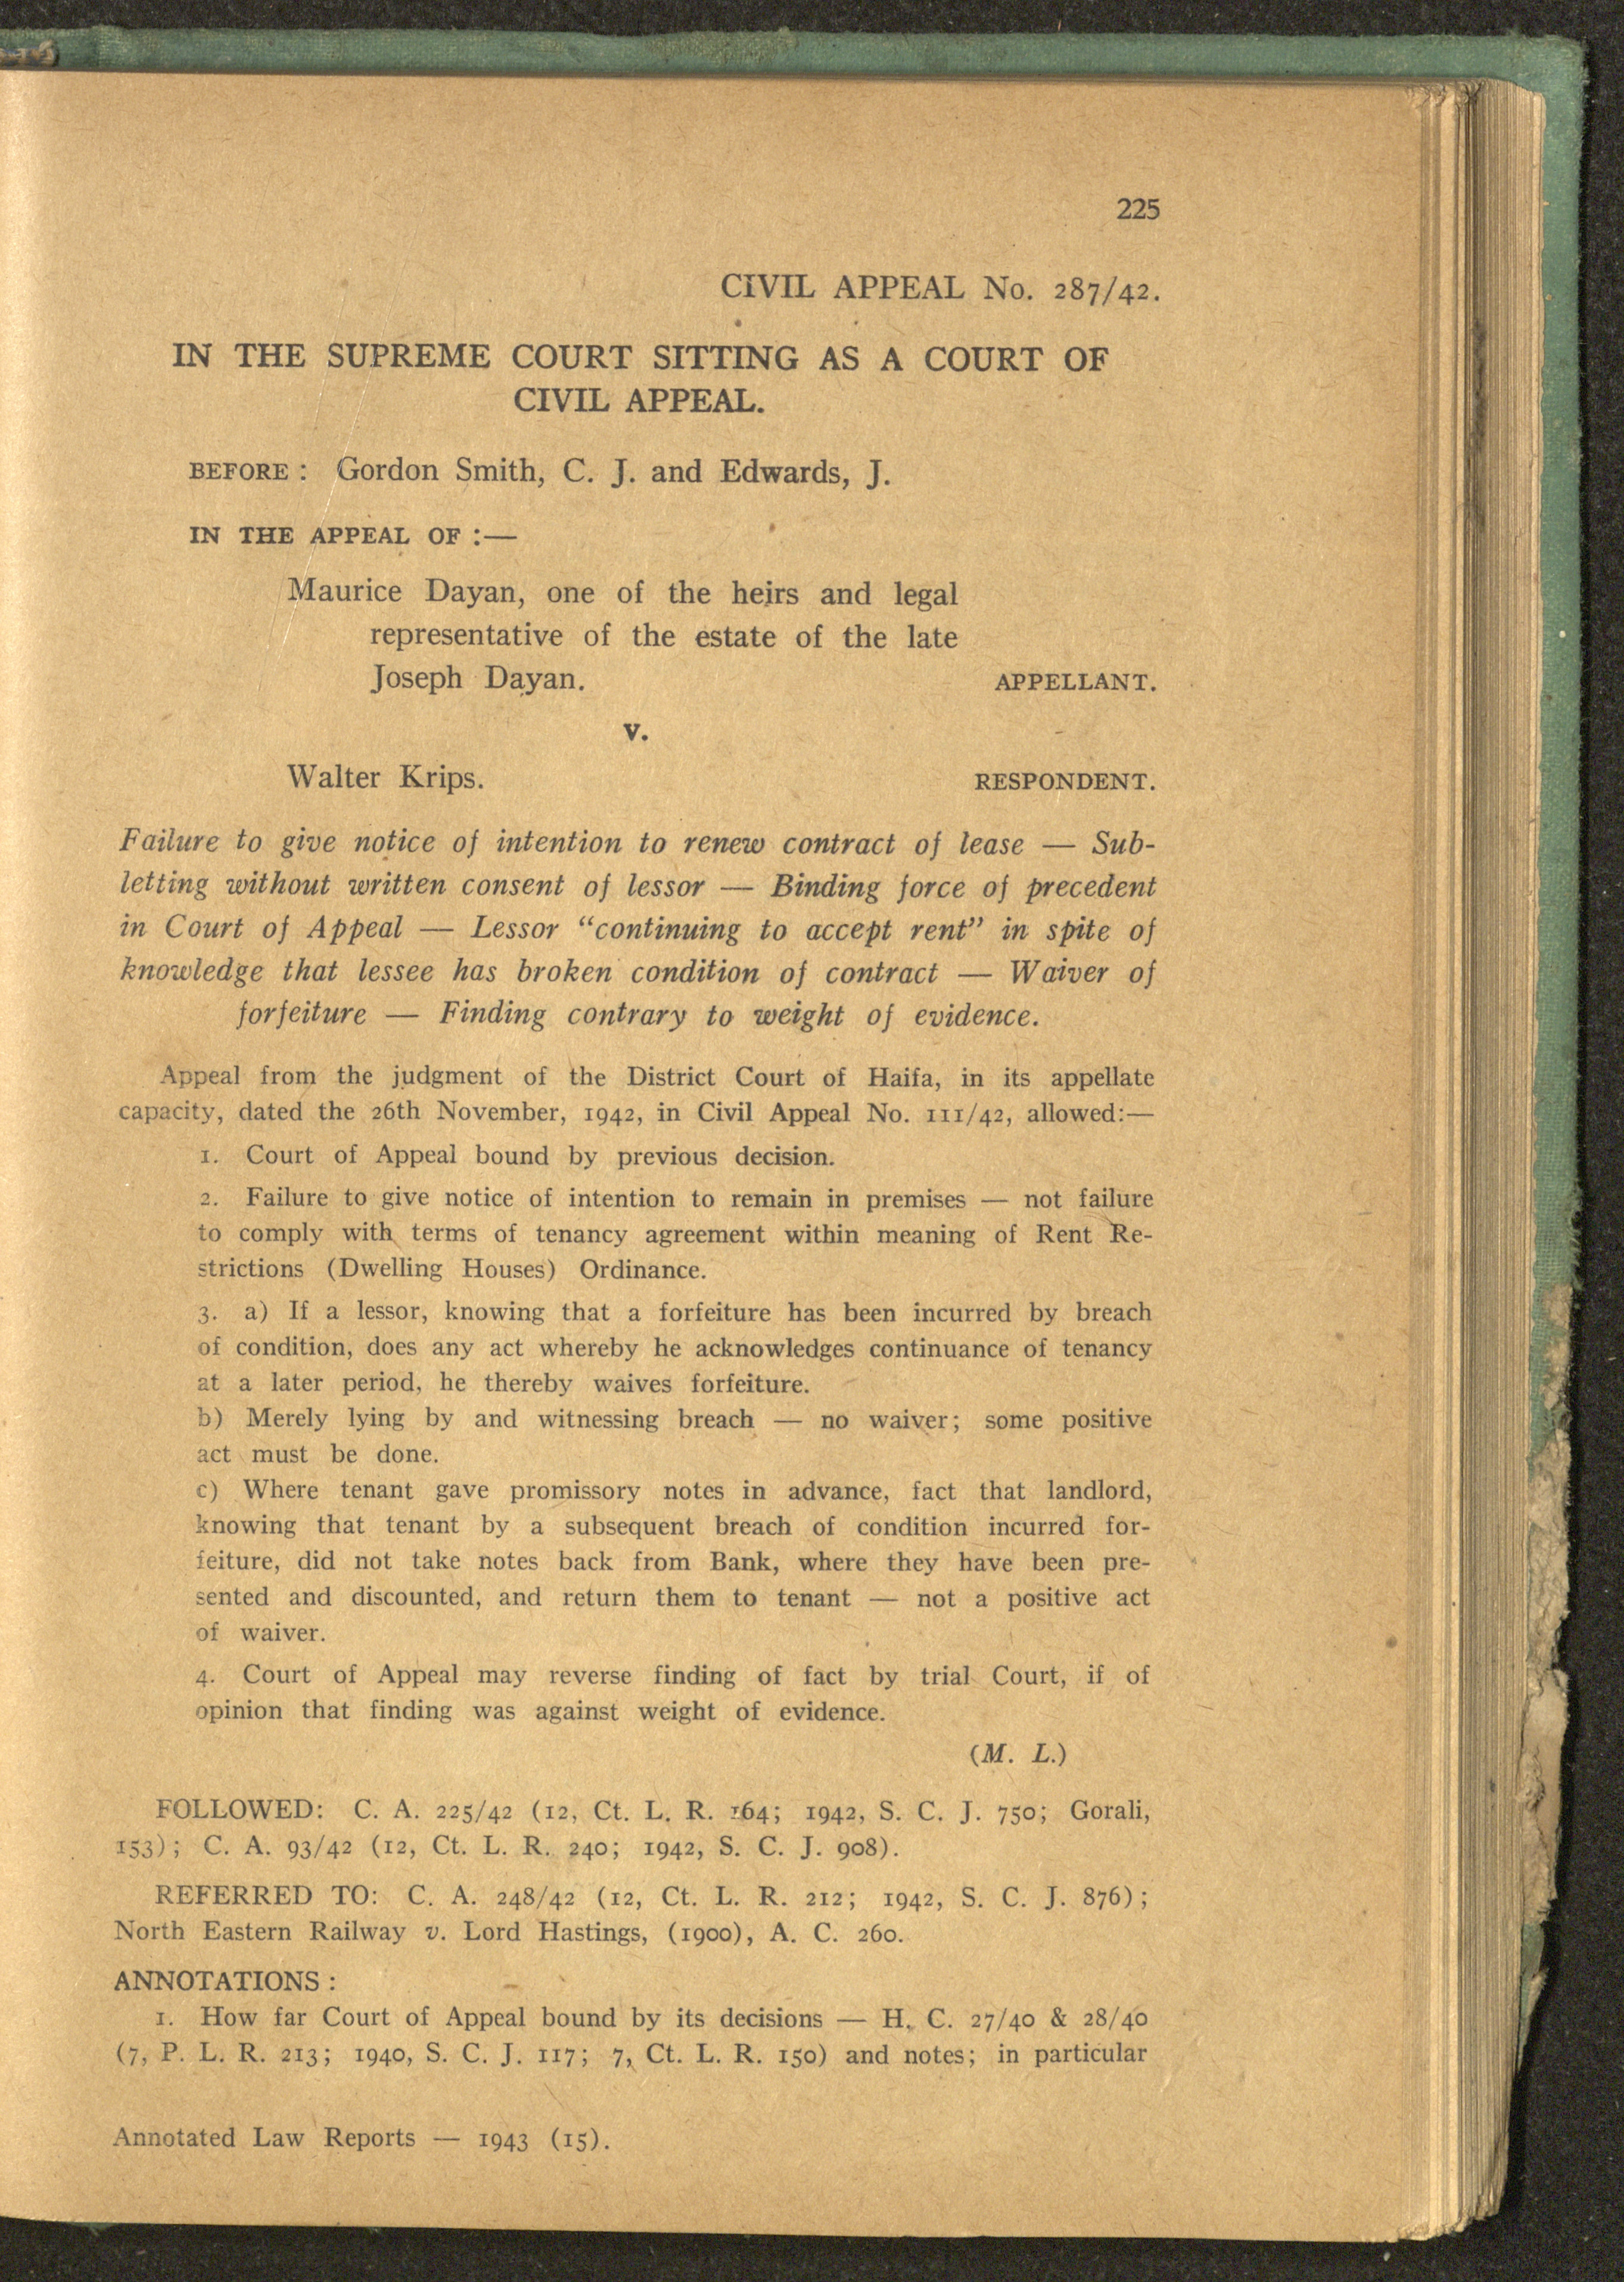 225
CIVIL APPEAL No. 287/42.
IN THE SUPREME COURT SITTING AS A COURT OF
CIVIL APPEAL.
BEFORE : Gordon Smith, C. J. and Edwards, J.
IN THE APPEAL OF :—
Maurice Dayan, one of the heirs and legal
representative of the estate of the late
Joseph Dayan. APPELLANT.
v.
Walter Krips. RESPONDENT.
Failure to give notice of intention to renew contract of lease — Sub-
letting without written consent of lessor — Binding force of precedent
in Court of Appeal — Lessor “continuing to accept rent” in spite of
knowledge that lessee has broken condition of contract — Waiver of
forfeiture — Finding contrary to weight of evidence.
Appeal from the judgment of the District Court of Haifa, in its appellate
capacity, dated the 26th November, 1942, in Civil Appeal No. 111/42, allowed:—
1. Court of Appeal bound by previous decision.
2. Failure to give notice of intention to remain in premises — not failure
to comply with terms of tenancy agreement within meaning of Rent Re-
strictions (Dwelling Houses) Ordinance.
3. a) If a lessor, knowing that a forfeiture has been incurred by breach
of condition, does any act whereby he acknowledges continuance of tenancy
at a later period, he thereby waives forfeiture.
b) Merely lying by and witnessing breach — no waiver; some positive
act must be done.
c) Where tenant gave promissory notes in advance, fact that landlord,
knowing that tenant by a subsequent breach of condition incurred for-
feiture, did not take notes back from Bank, where they have been pre-
sented and discounted, and return them to tenant — not a positive act
of waiver.
4. Court of Appeal may reverse finding of fact by trial Court, if of
opinion that finding was against weight of evidence.
(M. L.)
FOLLOWED: C. A. 225/42 (12, Ct. L. R. 164; 1942, S. C. J. 750; Gorali,
153); C. A. 93/42 (12, Ct. L. R. 240; 1942, S. C. J. 908).
REFERRED TO: C. A. 248/42 (12, Ct. L. R. 212; 1942, S. C. J. 876);
North Eastern Railway v. Lord Hastings, (1900), A. C. 260.
ANNOTATIONS :
1. How far Court of Appeal bound by its decisions — H. C. 27/40 & 28/40
(7, P. L. R. 213; 1940, S. C. J. 117; 7, Ct. L. R. 150) and notes; in particular
Annotated Law Reports — 1943 (15).